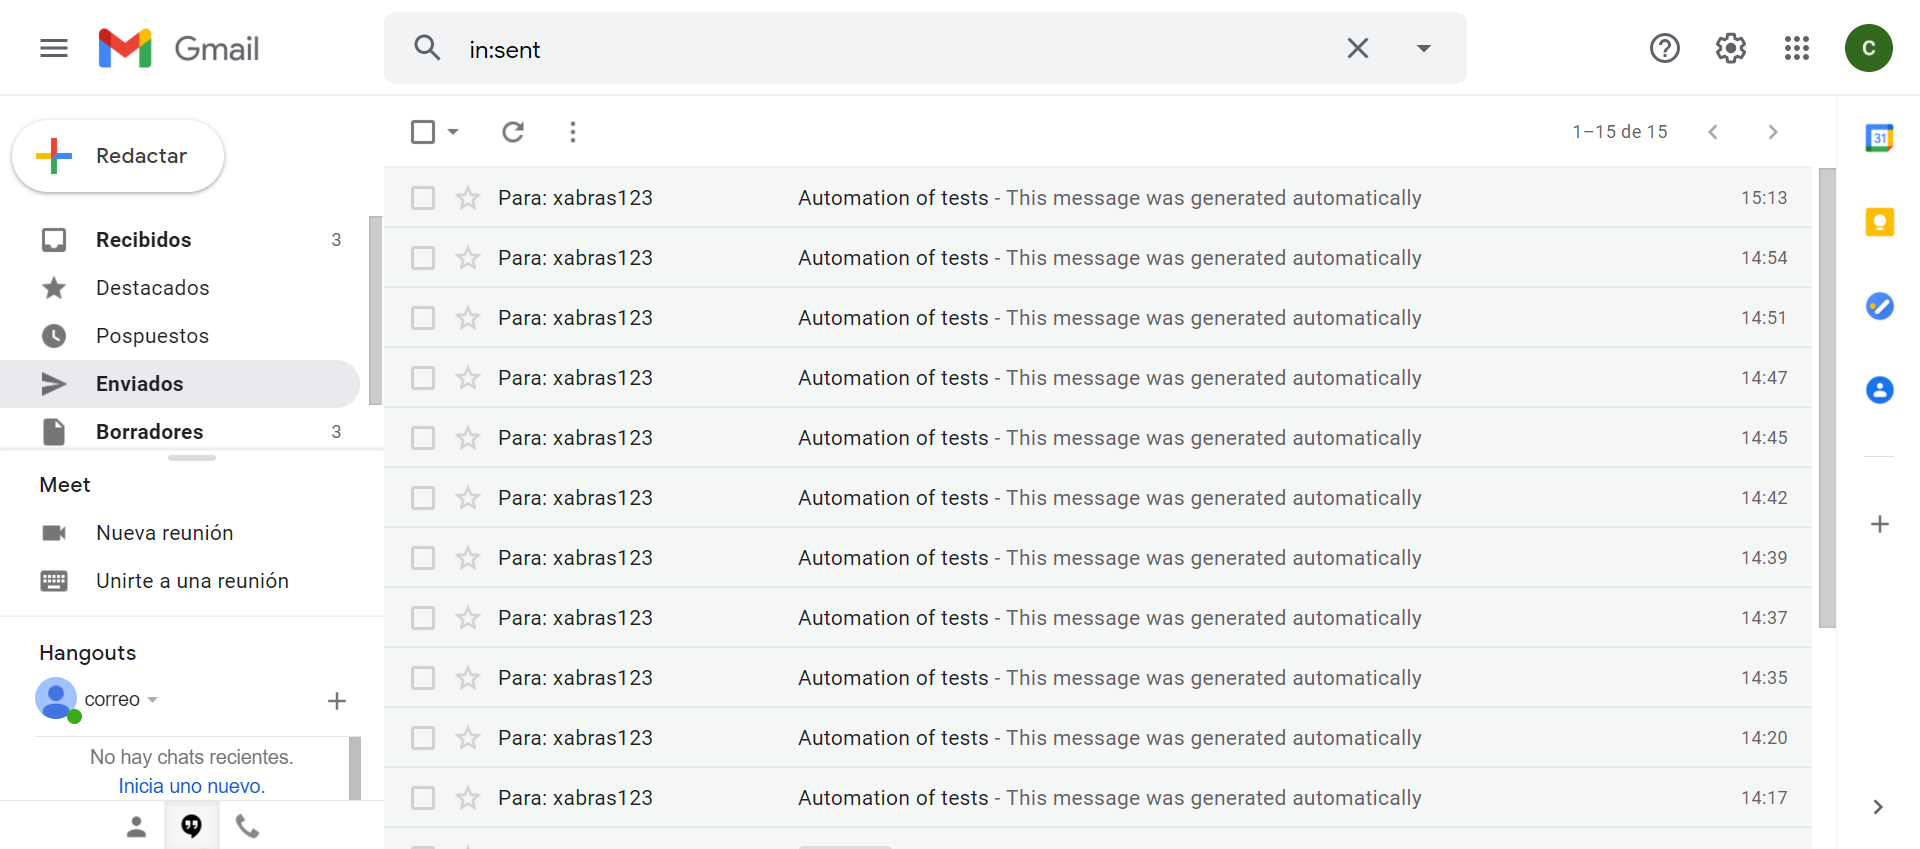 Gmail
in:sent
C
Redactar
1–15 de 15
31
Recibidos 3
Destacados
Pospuestos
Enviados
Borradores 3
Meet
Nueva reunión
Unirte a una reunión
Hangouts
correo
No hay chats recientes.
Inicia uno nuevo.
Para: xabras123 Automation of tests - This message was generated automatically 15:13
Para: xabras123 Automation of tests - This message was generated automatically 14:54
Para: xabras123 Automation of tests - This message was generated automatically 14:51
Para: xabras123 Automation of tests - This message was generated automatically 14:47
Para: xabras123 Automation of tests - This message was generated automatically 14:45
Para: xabras123 Automation of tests - This message was generated automatically 14:42
Para: xabras123 Automation of tests - This message was generated automatically 14:39
Para: xabras123 Automation of tests - This message was generated automatically 14:37
Para: xabras123 Automation of tests - This message was generated automatically 14:35
Para: xabras123 Automation of tests - This message was generated automatically 14:20
Para: xabras123 Automation of tests - This message was generated automatically 14:17